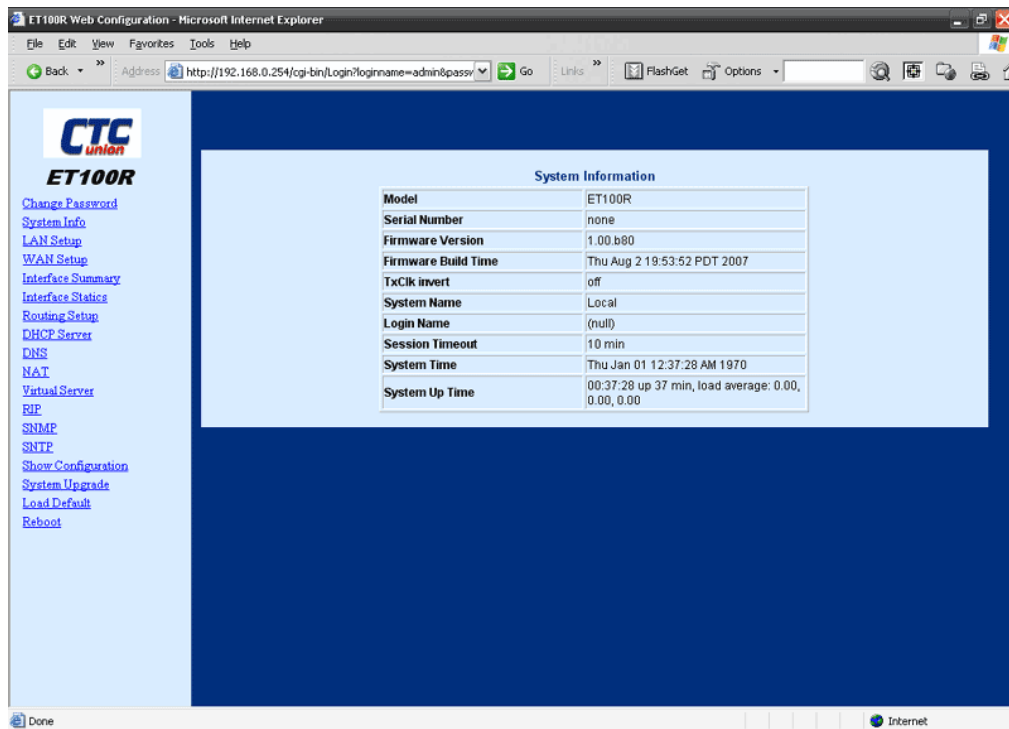 ET100R Web Configuration - Microsoft Internet Explorer
File Edit View Favorites Tools Help
Back » Address http://192.168.0.254/cgi-bin/Login?loginname=admin&passv Go Links » FlashGet Options
CTC
union
ET100R
Change Password
System Info
LAN Setup
WAN Setup
Interface Summary
Interface Statics
Routing Setup
DHCP Server
DNS
NAT
Virtual Server
RIP
SNMP
SNTP
Show Configuration
System Upgrade
Load Default
Reboot
System Information
Model ET100R
Serial Number none
Firmware Version 1.00.b80
Firmware Build Time Thu Aug 2 19:53:52 PDT 2007
TxClk invert off
System Name Local
Login Name (null)
Session Timeout 10 min
System Time Thu Jan 01 12:37:28 AM 1970
System Up Time 00:37:28 up 37 min, load average: 0.00,
0.00, 0.00
Done Internet